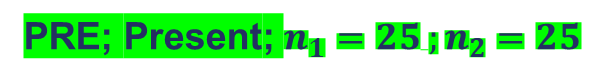 PRE; Present; n₁ = 25 ; n₂ = 25